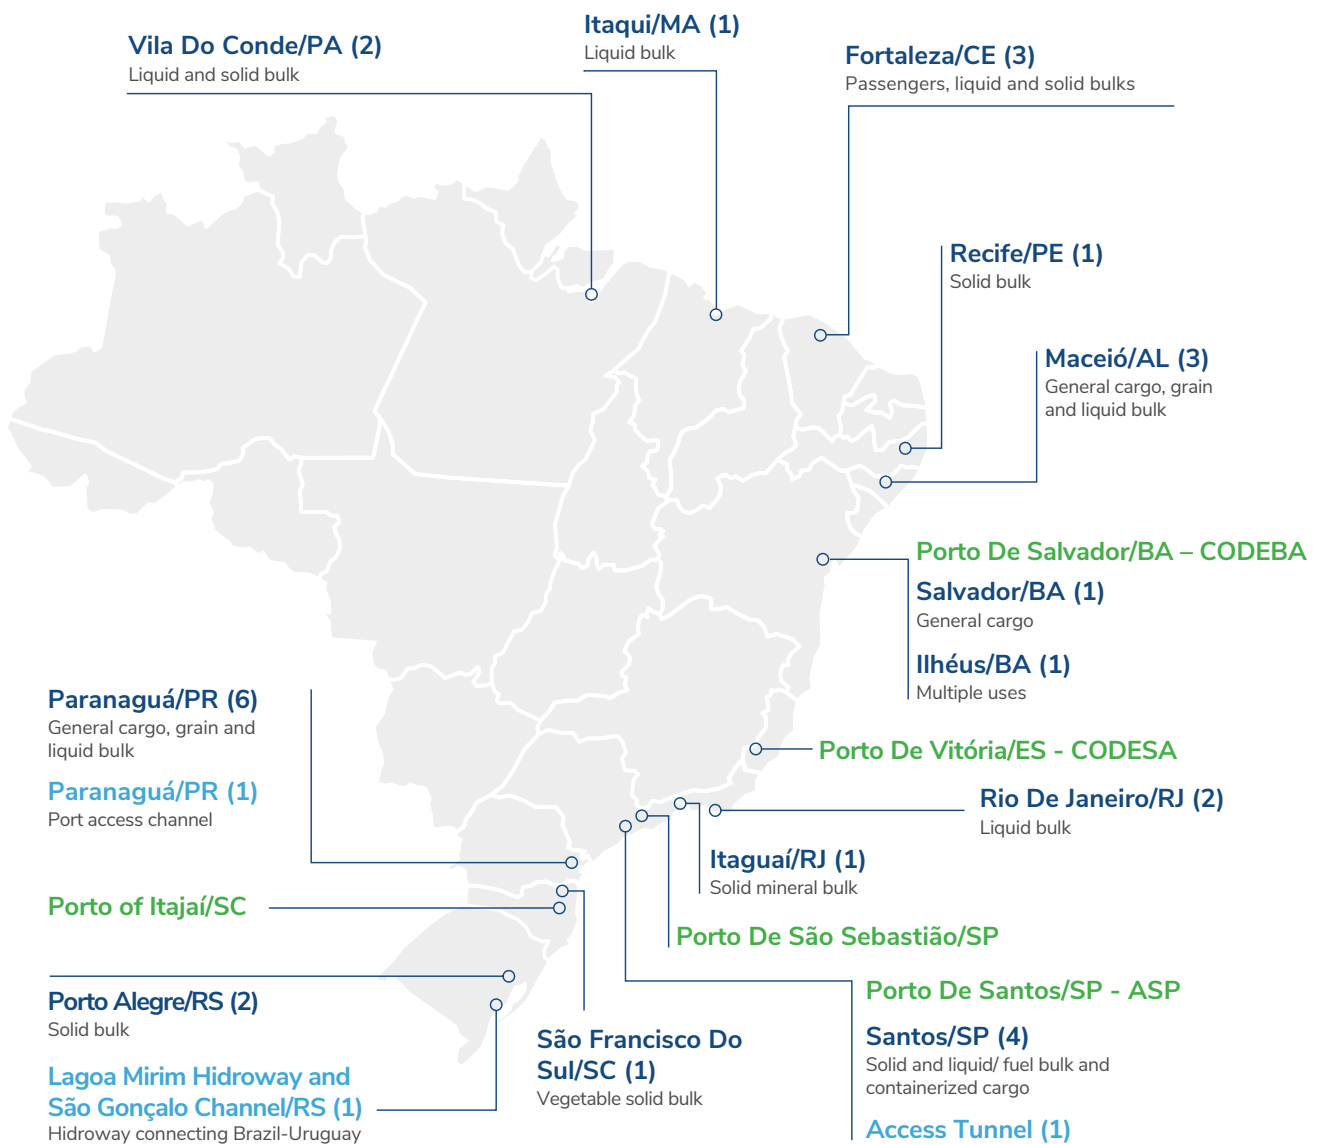 Vila Do Conde/PA (2)
Liquid and solid bulk
Itaqui/MA (1)
Liquid bulk
Fortaleza/CE (3)
Passengers, liquid and solid bulks
Recife/PE (1)
Solid bulk
Maceió/AL (3)
General cargo, grain
and liquid bulk
Porto De Salvador/BA – CODEBA
Salvador/BA (1)
General cargo
Ilhéus/BA (1)
Multiple uses
Porto De Vitória/ES - CODESA
Rio De Janeiro/RJ (2)
Liquid bulk
Itaguaí/RJ (1)
Solid mineral bulk
Porto De São Sebastião/SP
Porto De Santos/SP - ASP
Santos/SP (4)
Solid and liquid/ fuel bulk and
containerized cargo
Access Tunnel (1)
Paranaguá/PR (6)
General cargo, grain and
liquid bulk
Paranaguá/PR (1)
Port access channel
Porto of Itajaí/SC
Porto Alegre/RS (2)
Solid bulk
Lagoa Mirim Hidroway and
São Gonçalo Channel/RS (1)
Hidroway connecting Brazil-Uruguay
São Francisco Do
Sul/SC (1)
Vegetable solid bulk